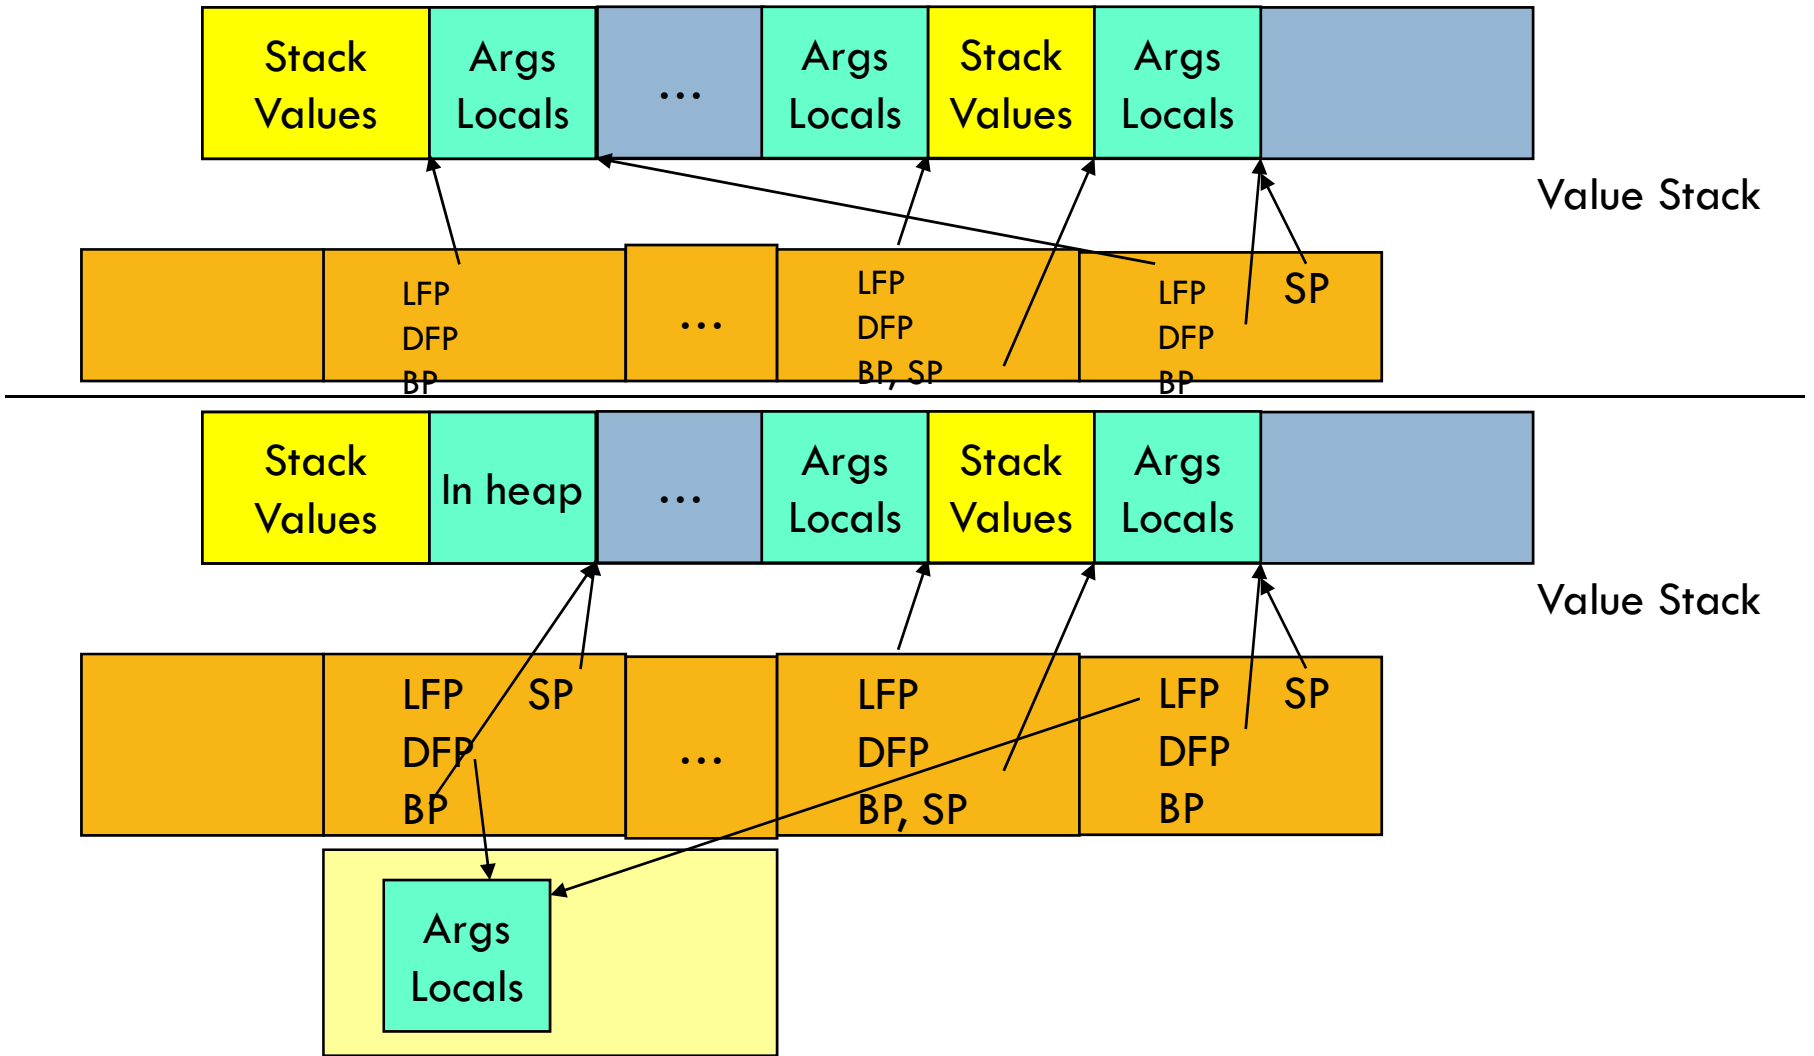 Stack
Values
Args
Locals
...
Args
Locals
Stack
Values
Args
Locals
Value Stack
LFP
DFP
BP
...
LFP
DFP
BP, SP
LFP
DFP
BP
SP
Stack
Values
In heap
...
Args
Locals
Stack
Values
Args
Locals
Value Stack
LFP SP
DFP
BP
...
LFP
DFP
BP, SP
LFP SP
DFP
BP
Args
Locals